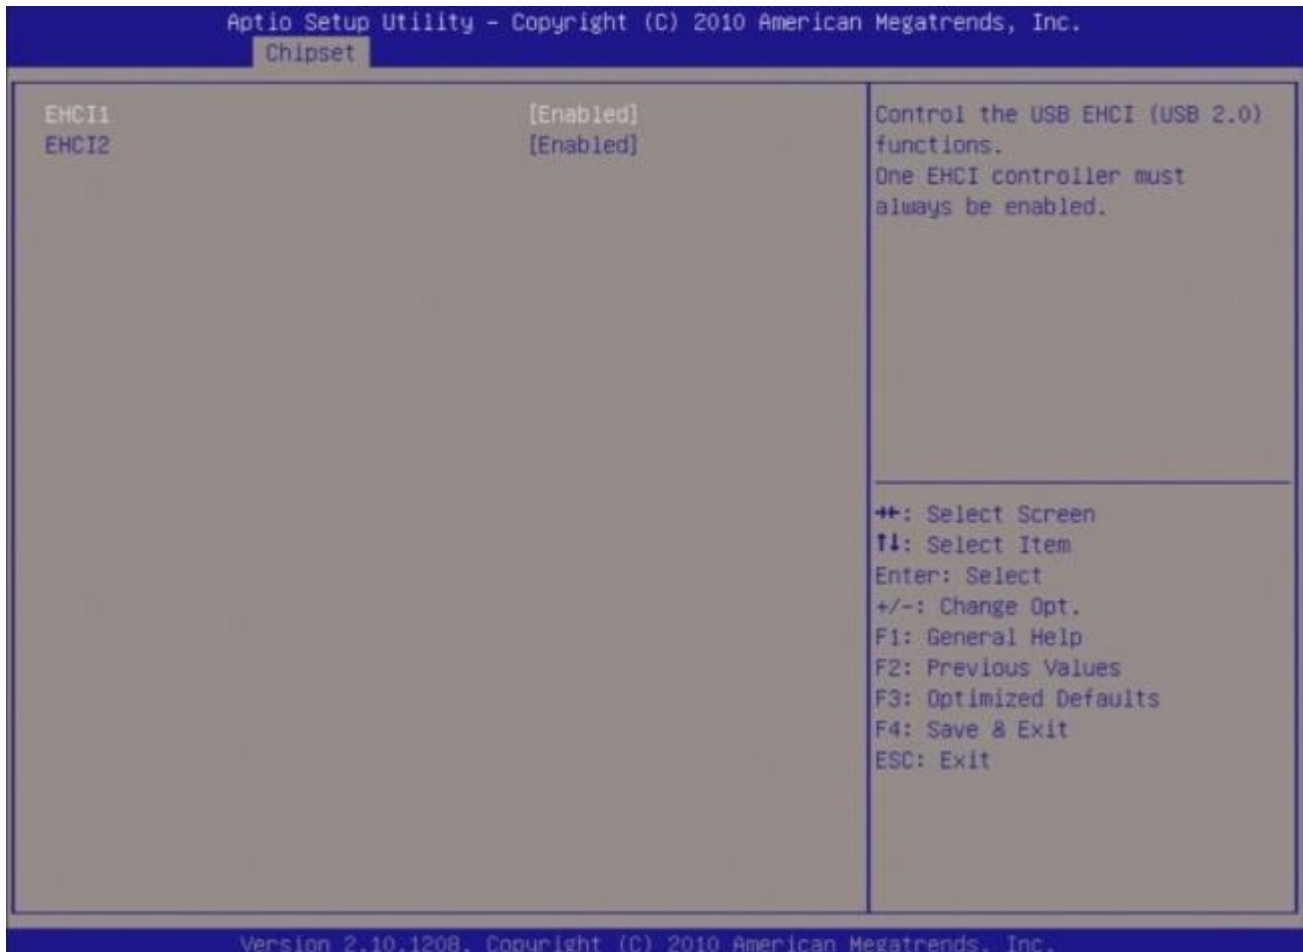 Aptio Setup Utility – Copyright (C) 2010 American Megatrends, Inc.
Chipset
EHCI1 [Enabled]
EHCI2 [Enabled]
Control the USB EHCI (USB 2.0)
functions.
One EHCI controller must
always be enabled.
→←: Select Screen
↑↓: Select Item
Enter: Select
+/-: Change Opt.
F1: General Help
F2: Previous Values
F3: Optimized Defaults
F4: Save & Exit
ESC: Exit
Version 2.10.1208. Copyright (C) 2010 American Megatrends, Inc.